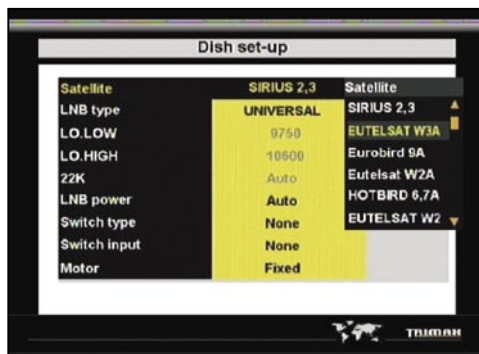 Dish set-up
Satellite SIRIUS 2,3 Satellite
LNB type UNIVERSAL SIRIUS 2,3
LO.LOW 9750 EUTELSAT W3A
LO.HIGH 10600 Eurobird 9A
22K Auto Eutelsat W2A
LNB power Auto HOTBIRD 6,7A
Switch type None EUTELSAT W2
Switch input None
Motor Fixed
TRIMAX